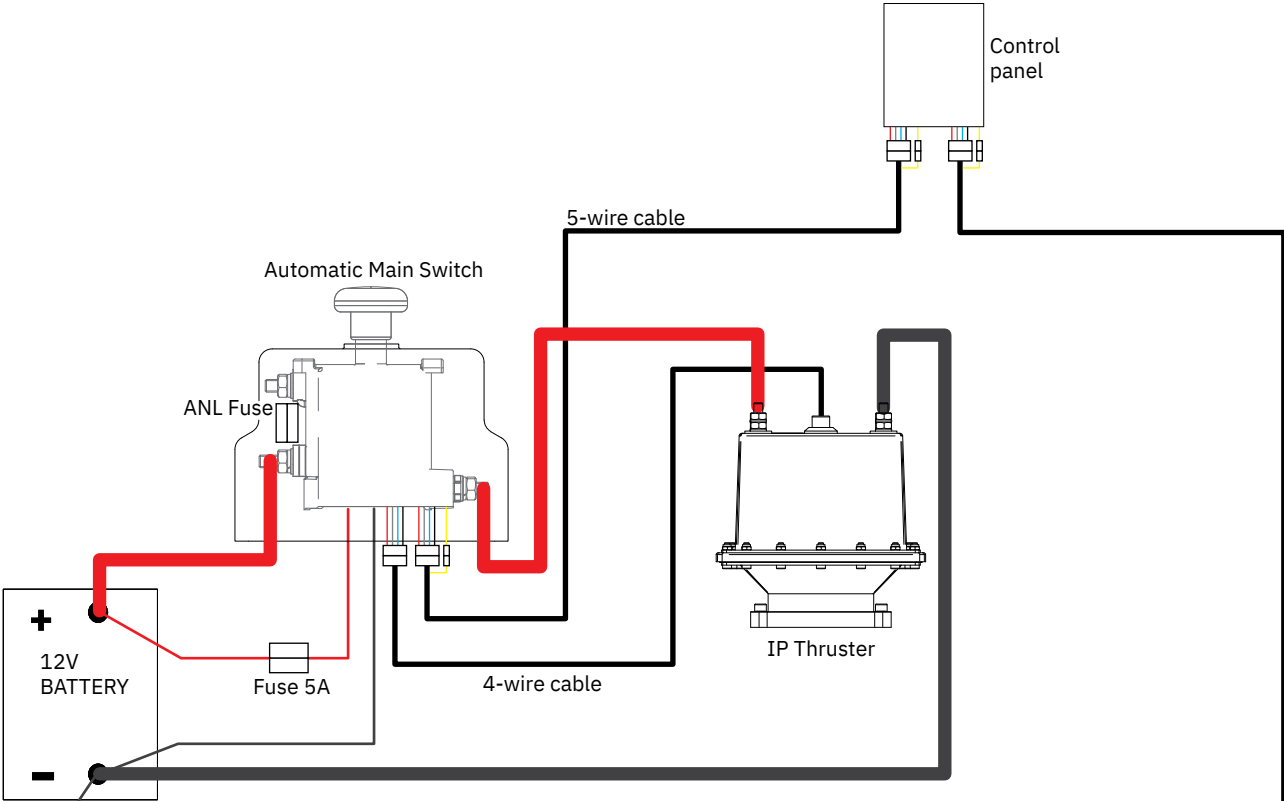 Control
panel
5-wire cable
Automatic Main Switch
ANL Fuse
+
12V
BATTERY
-
Fuse 5A
4-wire cable
IP Thruster